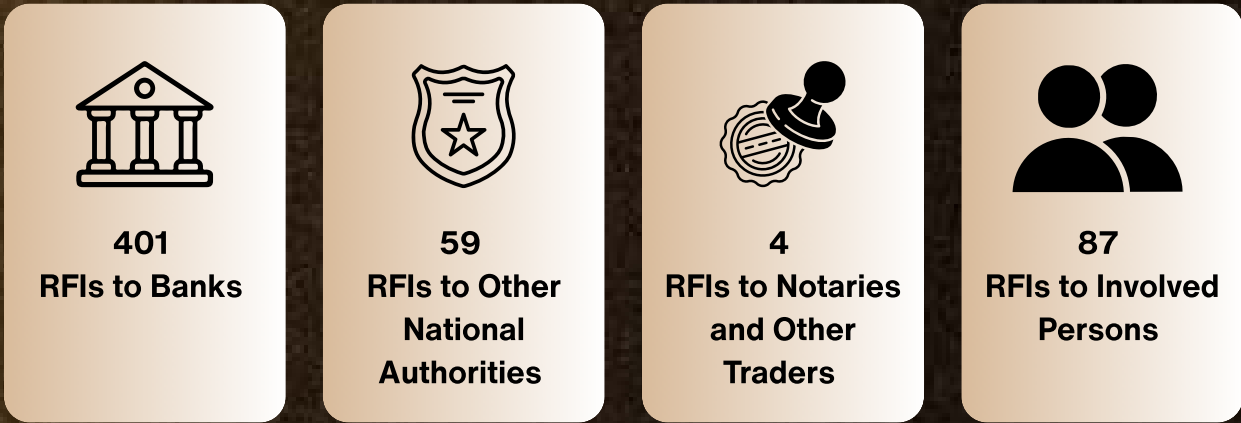 401
RFIs to Banks
59
RFIs to Other
National
Authorities
4
RFIs to Notaries
and Other
Traders
87
RFIs to Involved
Persons